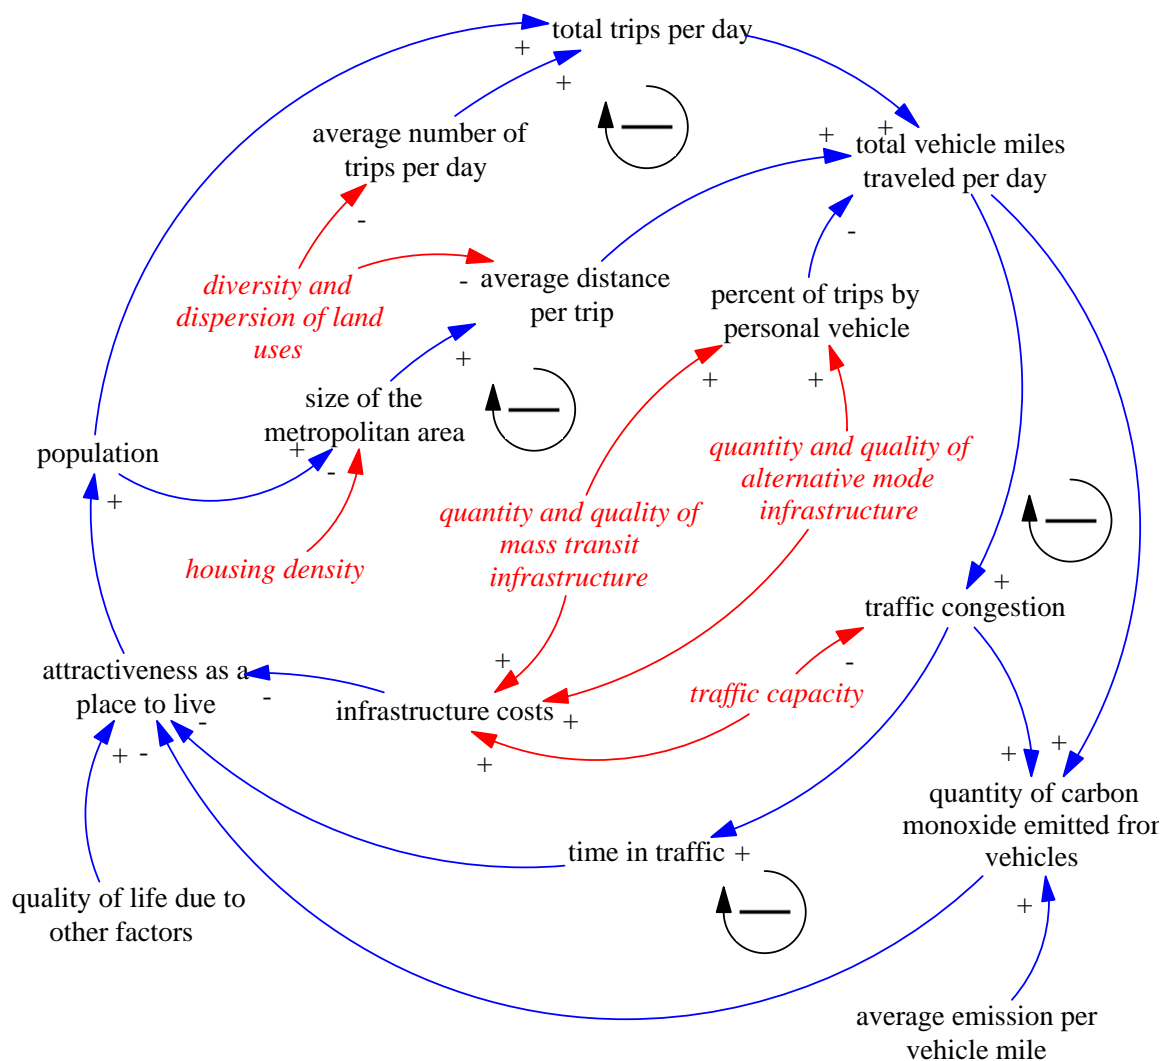 total trips per day
+
+
average number of
trips per day
-
+
+
total vehicle miles
traveled per day
-
diversity and
dispersion of land
uses
-
average distance
per trip
+
percent of trips by
personal vehicle
+
+
size of the
metropolitan area
+
-
population
+
housing density
quantity and quality of
mass transit
infrastructure
quantity and quality of
alternative mode
infrastructure
+
traffic congestion
-
traffic capacity
attractiveness as a
place to live
-
-
+
-
+
infrastructure costs
+
+
+
+
quantity of carbon
monoxide emitted from
vehicles
+
time in traffic
+
quality of life due to
other factors
average emission per
vehicle mile